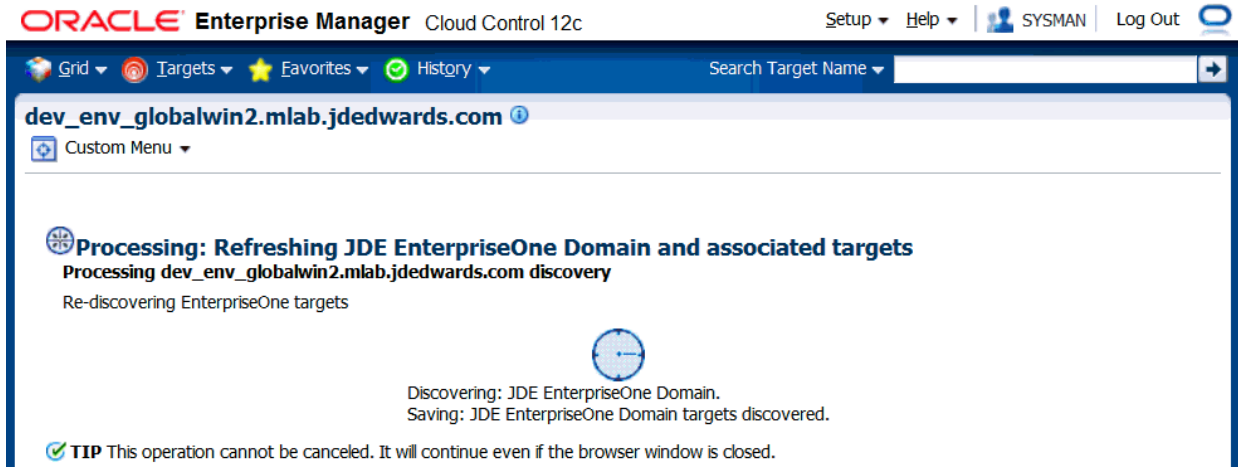 ORACLE Enterprise Manager Cloud Control 12c
Setup Help SYSMAN Log Out
Grid Targets Favorites History Search Target Name
dev_env_globalwin2.mlab.jdedwards.com
Custom Menu
Processing: Refreshing JDE EnterpriseOne Domain and associated targets
Processing dev_env_globalwin2.mlab.jdedwards.com discovery
Re-discovering EnterpriseOne targets
Discovering: JDE EnterpriseOne Domain.
Saving: JDE EnterpriseOne Domain targets discovered.
TIP This operation cannot be canceled. It will continue even if the browser window is closed.